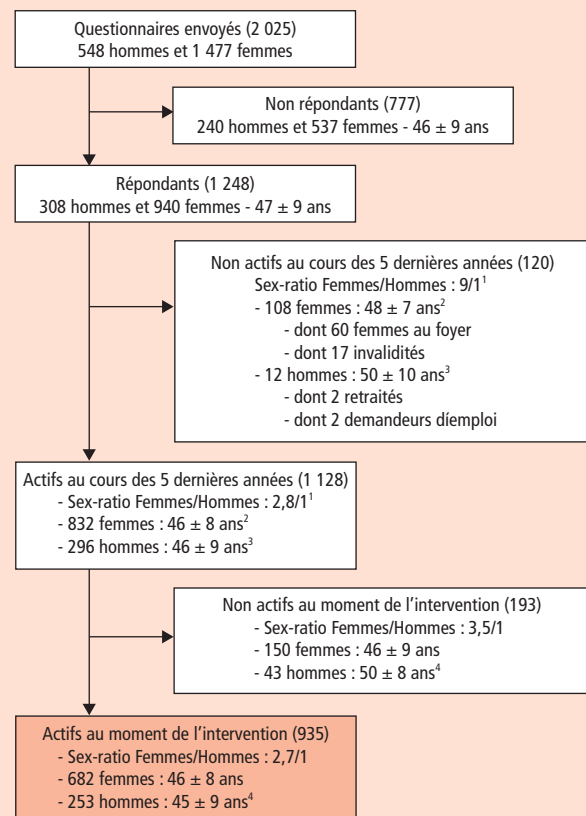 Questionnaires envoyés (2 025)
548 hommes et 1 477 femmes
Non répondants (777)
240 hommes et 537 femmes - 46 ± 9 ans
Répondants (1 248)
308 hommes et 940 femmes - 47 ± 9 ans
Non actifs au cours des 5 dernières années (120)
Sex-ratio Femmes/Hommes : 9/1¹
- 108 femmes : 48 ± 7 ans²
- dont 60 femmes au foyer
- dont 17 invalidités
- 12 hommes : 50 ± 10 ans³
- dont 2 retraités
- dont 2 demandeurs díemploi
Actifs au cours des 5 dernières années (1 128)
- Sex-ratio Femmes/Hommes : 2,8/1¹
- 832 femmes : 46 ± 8 ans²
- 296 hommes : 46 ± 9 ans³
Non actifs au moment de l'intervention (193)
- Sex-ratio Femmes/Hommes : 3,5/1
- 150 femmes : 46 ± 9 ans
- 43 hommes : 50 ± 8 ans⁴
Actifs au moment de l'intervention (935)
- Sex-ratio Femmes/Hommes : 2,7/1
- 682 femmes : 46 ± 8 ans
- 253 hommes : 45 ± 9 ans⁴